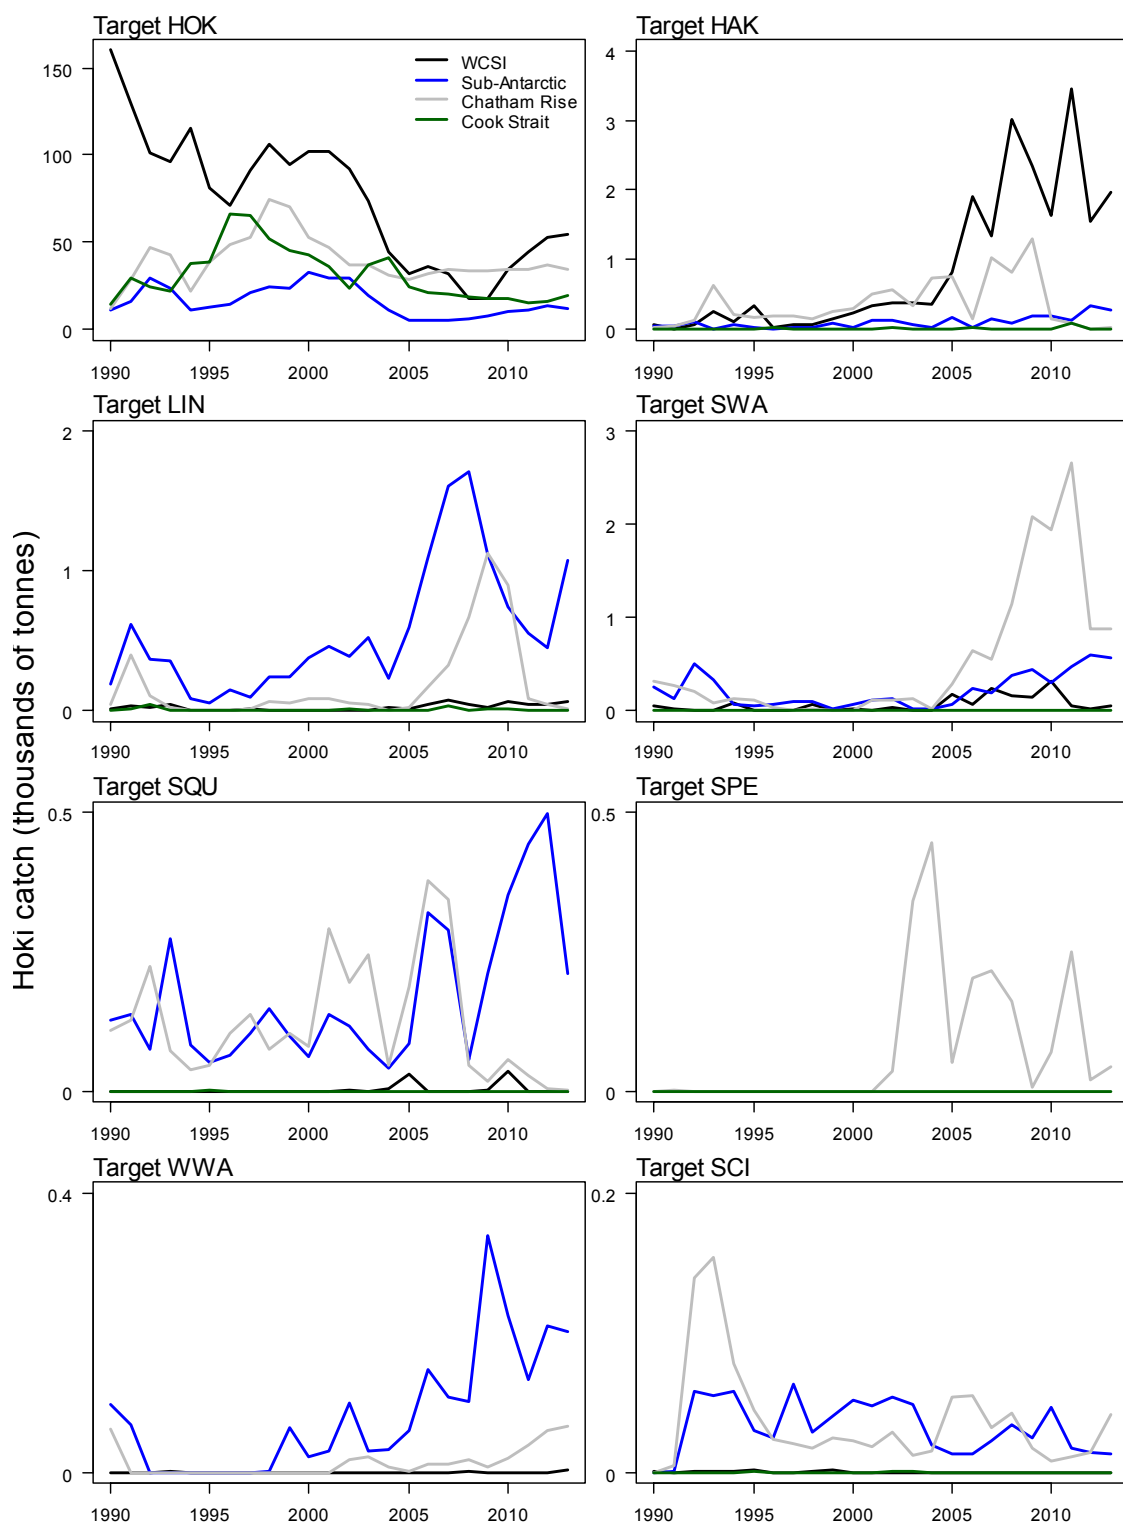 Target HOK
150
100
50
0
WCSI
Sub-Antarctic
Chatham Rise
Cook Strait
1990 1995 2000 2005 2010
Target HAK
4
3
2
1
0
1990 1995 2000 2005 2010
Target LIN
2
1
0
1990 1995 2000 2005 2010
Target SWA
3
2
1
0
1990 1995 2000 2005 2010
Hoki catch (thousands of tonnes)
Target SQU
0.5
0
1990 1995 2000 2005 2010
Target SPE
0.5
0
1990 1995 2000 2005 2010
Target WWA
0.4
0
1990 1995 2000 2005 2010
Target SCI
0.2
0
1990 1995 2000 2005 2010